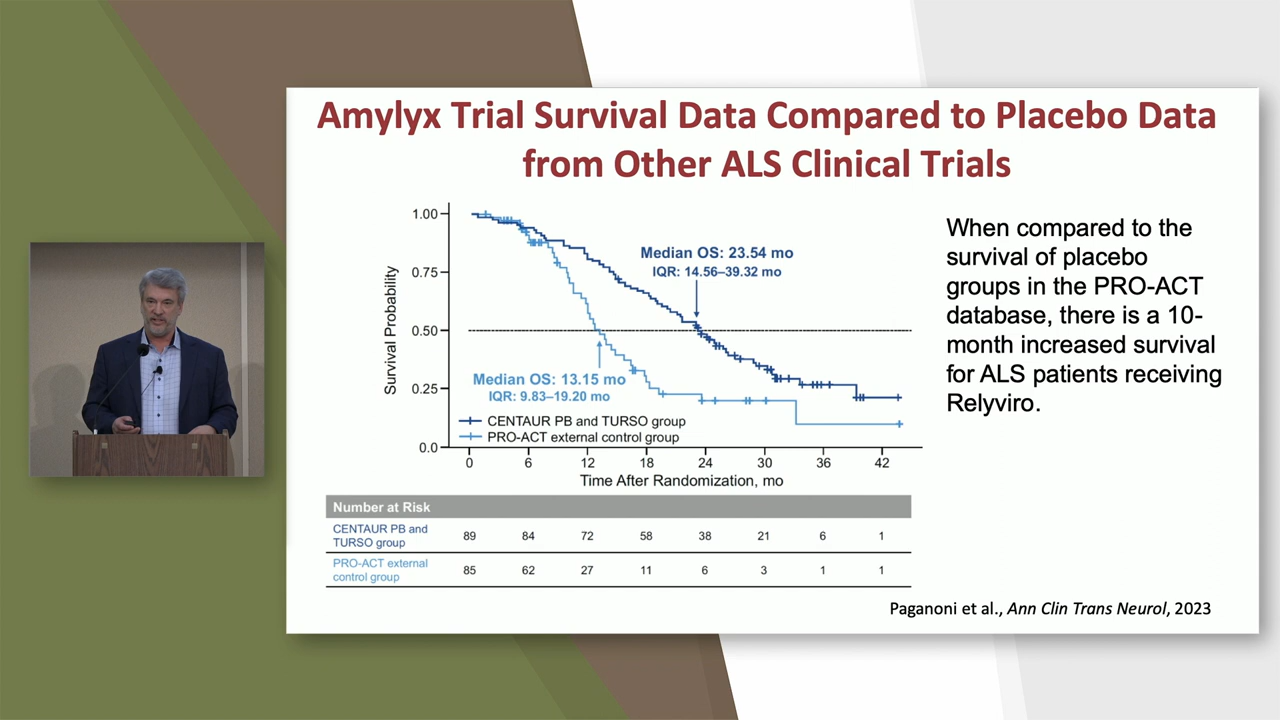 Amylyx Trial Survival Data Compared to Placebo Data
from Other ALS Clinical Trials
1.00
0.75
0.50
0.25
0.0
Survival Probability
Median OS: 23.54 mo
IQR: 14.56–39.32 mo
Median OS: 13.15 mo
IQR: 9.83–19.20 mo
CENTAUR PB and TURSO group
PRO-ACT external control group
0 6 12 18 24 30 36 42
Time After Randomization, mo
When compared to the
survival of placebo
groups in the PRO-ACT
database, there is a 10-
month increased survival
for ALS patients receiving
Relyviro.
Number at Risk
CENTAUR PB and
TURSO group
89 84 72 58 38 21 6 1
PRO-ACT external
control group
85 62 27 11 6 3 1 1
Paganoni et al., Ann Clin Trans Neurol, 2023